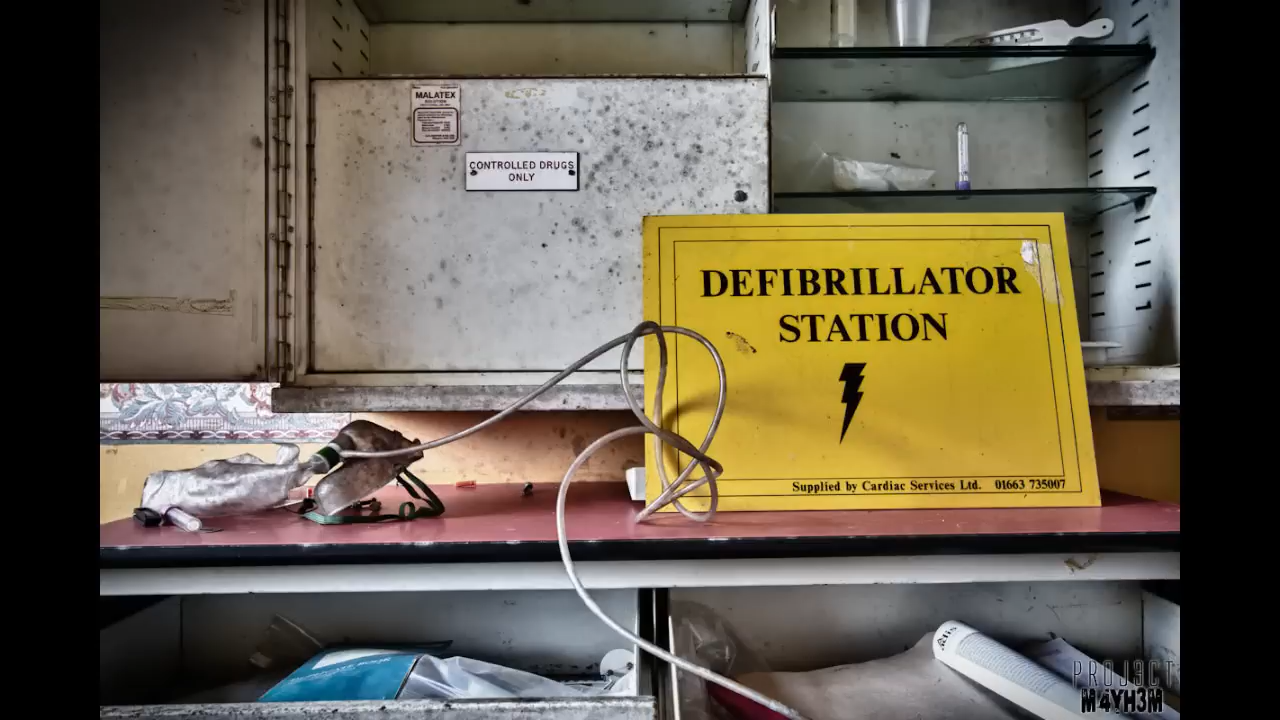 MALATEX
CONTROLLED DRUGS
ONLY
DEFIBRILLATOR
STATION
Supplied by Cardiac Services Ltd. 01663 735007
PROJ3CT
M4YH3M